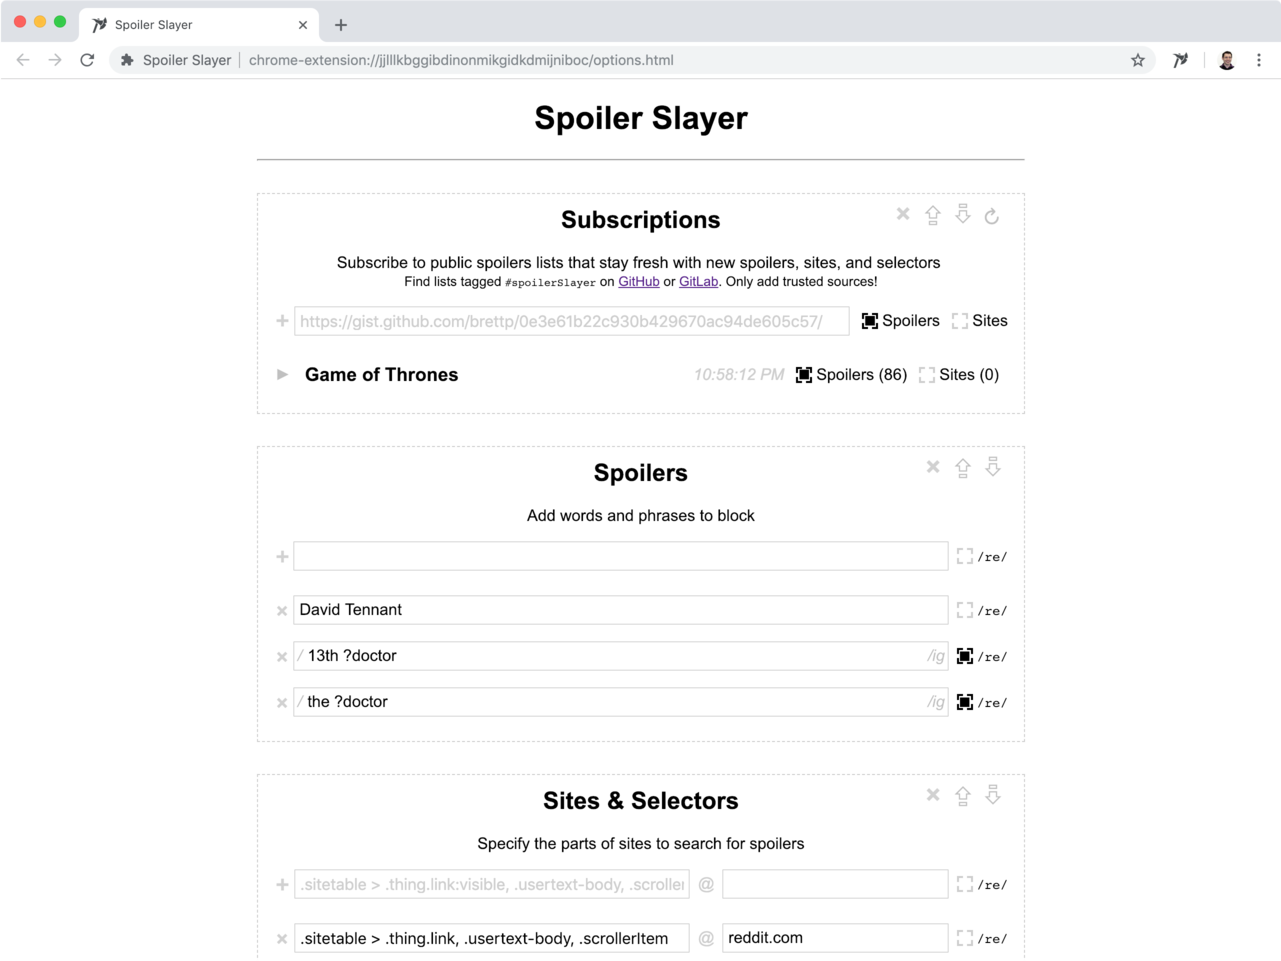 Spoiler Slayer
Spoiler Slayer | chrome-extension://jjlllkbggibdinonmikgidkdmijniboc/options.html
Spoiler Slayer
Subscriptions
Subscribe to public spoilers lists that stay fresh with new spoilers, sites, and selectors
Find lists tagged #spoilerSlayer on GitHub or GitLab. Only add trusted sources!
https://gist.github.com/brettp/0e3e61b22c930b429670ac94de605c57/ Spoilers Sites
Game of Thrones 10:58:12 PM Spoilers (86) Sites (0)
Spoilers
Add words and phrases to block
/re/
David Tennant /re/
/ 13th ?doctor /ig /re/
/ the ?doctor /ig /re/
Sites & Selectors
Specify the parts of sites to search for spoilers
.sitetable > .thing.link:visible, .usertext-body, .scroller @ /re/
.sitetable > .thing.link, .usertext-body, .scrollerItem @ reddit.com /re/